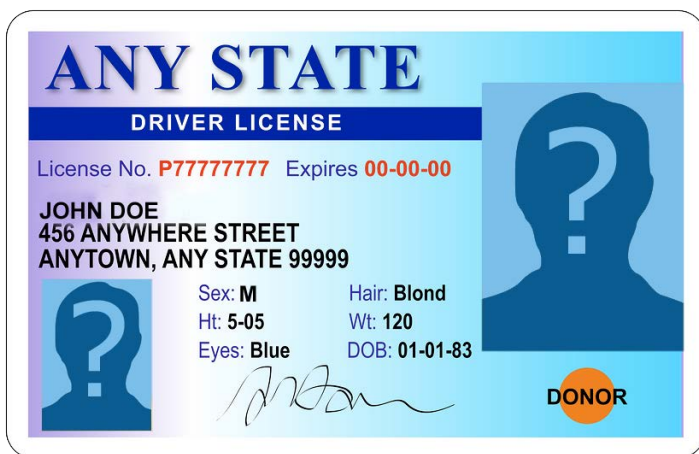 ANY STATE
DRIVER LICENSE
License No. P77777777 Expires 00-00-00
JOHN DOE
456 ANYWHERE STREET
ANYTOWN, ANY STATE 99999
Sex: M Hair: Blond
Ht: 5-05 Wt: 120
Eyes: Blue DOB: 01-01-83
DONOR
? ?